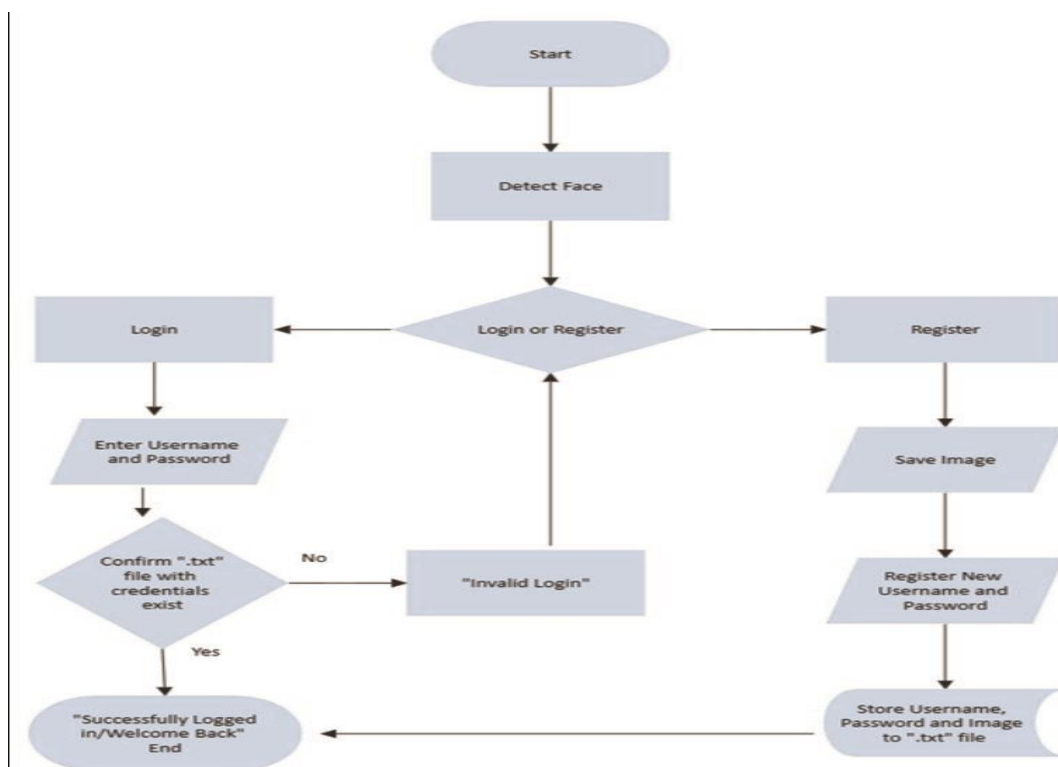 Start
Detect Face
Login or Register
Login
Register
Enter Username
and Password
Save Image
Confirm ".txt"
file with
credentials
exist
No
"Invalid Login"
Register New
Username and
Password
Yes
"Successfully Logged
in/Welcome Back"
End
Store Username,
Password and Image
to ".txt" file